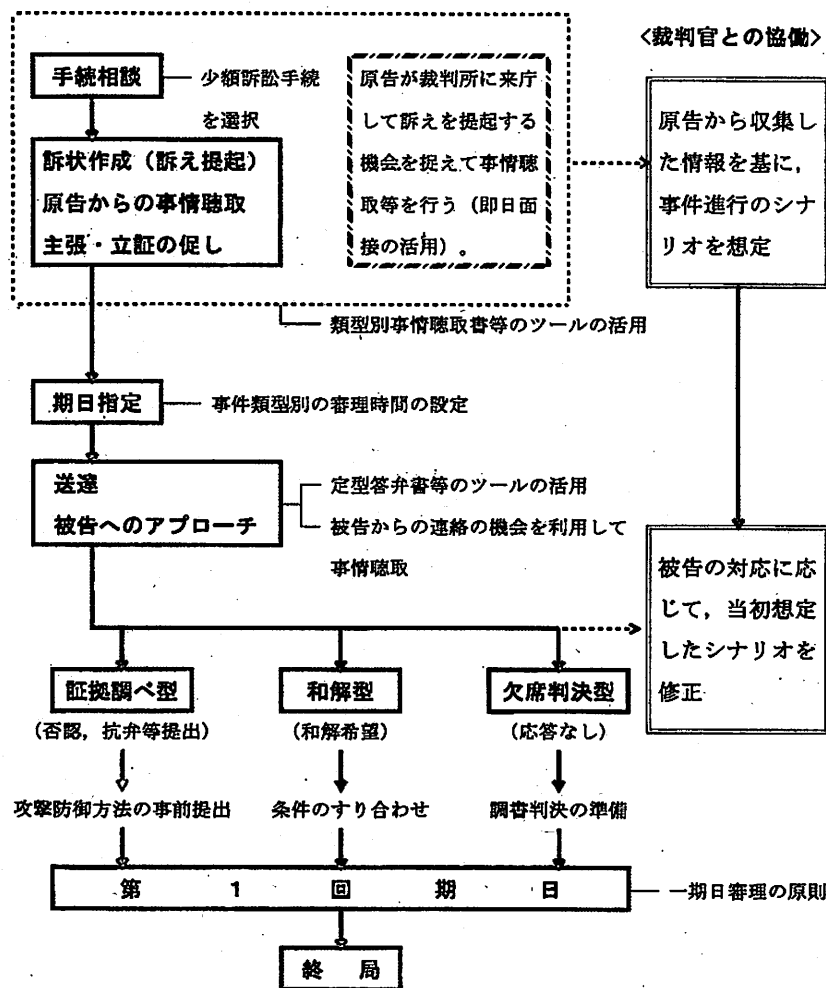 <裁判官との協働>
手続相談
少額訴訟手続
を選択
訴状作成（訴え提起）
原告からの事情聴取
主張・立証の促し
原告が裁判所に来庁
して訴えを提起する
機会を捉えて事情聴
取等を行う（即日面
接の活用）。
原告から収集し
た情報を基に，
事件進行のシナ
リオを想定
類型別事情聴取書等のツールの活用
期日指定
事件類型別の審理時間の設定
送達
被告へのアプローチ
定型答弁書等のツールの活用
被告からの連絡の機会を利用して
事情聴取
被告の対応に応
じて，当初想定
したシナリオを
修正
証拠調べ型
和解型
欠席判決型
(否認，抗弁等提出)
(和解希望)
(応答なし)
攻撃防御方法の事前提出
条件のすり合わせ
調書判決の準備
第1回期日
一期日審理の原則
終局